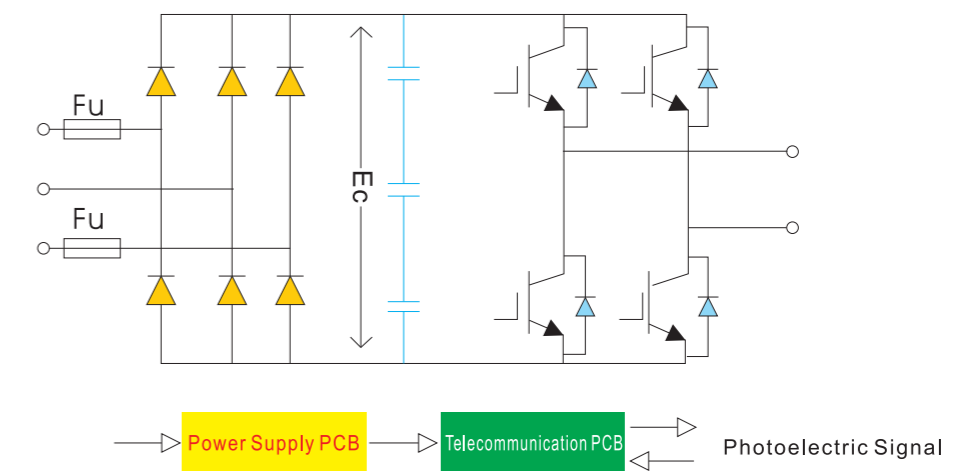 Fu
Ec
Fu
Power Supply PCB
Telecommunication PCB
Photoelectric Signal